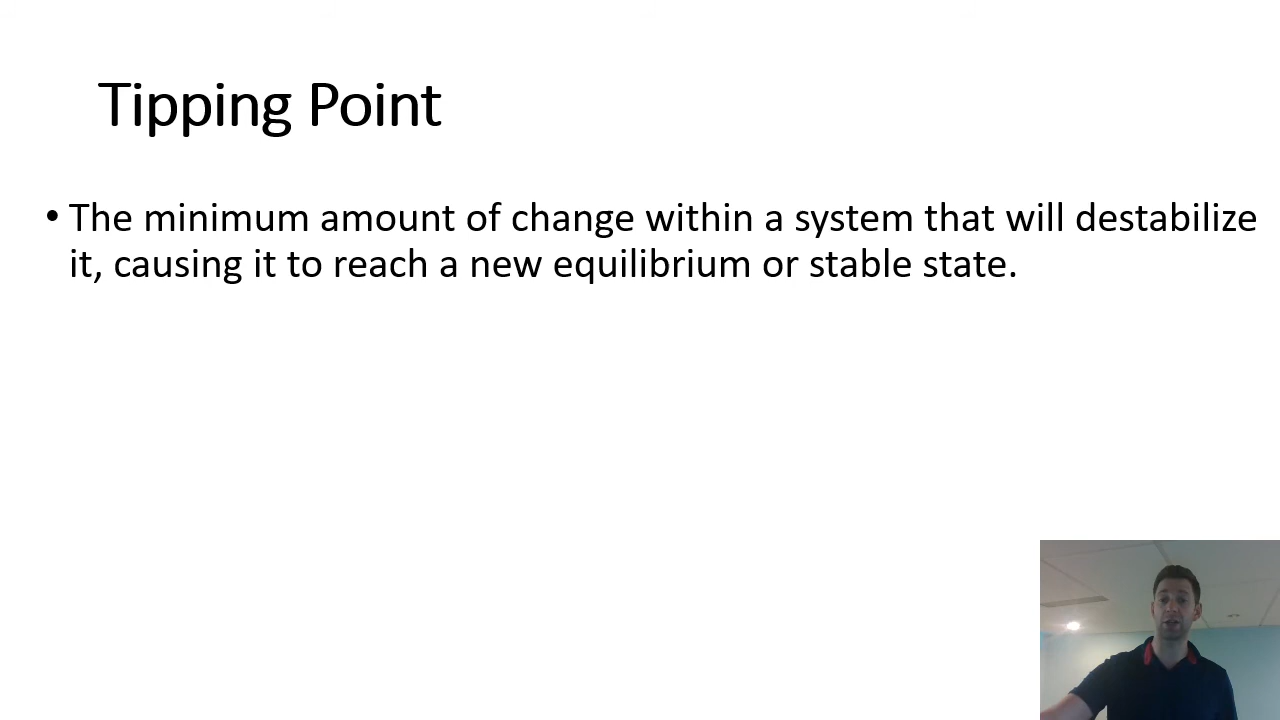 Tipping Point
• The minimum amount of change within a system that will destabilize
it, causing it to reach a new equilibrium or stable state.